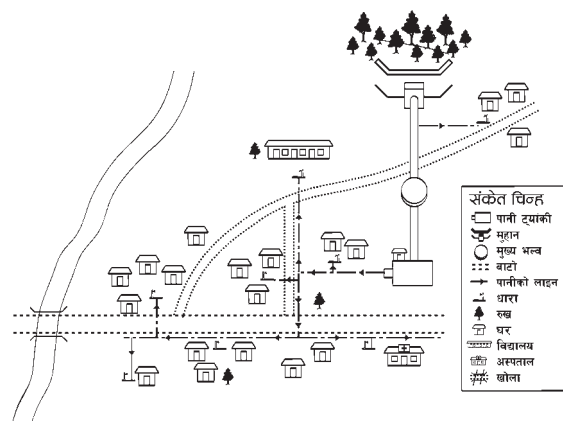 संकेत चिन्ह
पानी ट्यांकी
मुहान
मुख्य भल्व
बाटो
पानीको लाइन
धारा
रुख
घर
विद्यालय
अस्पताल
खोला